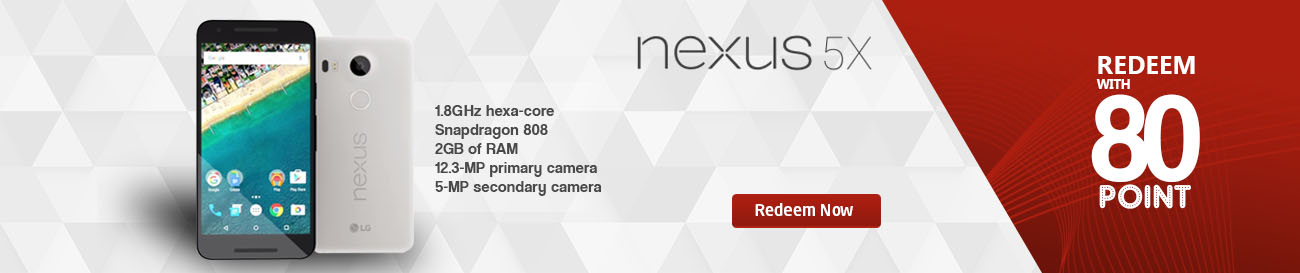 nexus 5X
1.8GHz hexa-core
Snapdragon 808
2GB of RAM
12.3-MP primary camera
5-MP secondary camera
Redeem Now
REDEEM
WITH
80
POINT
nexus
LG